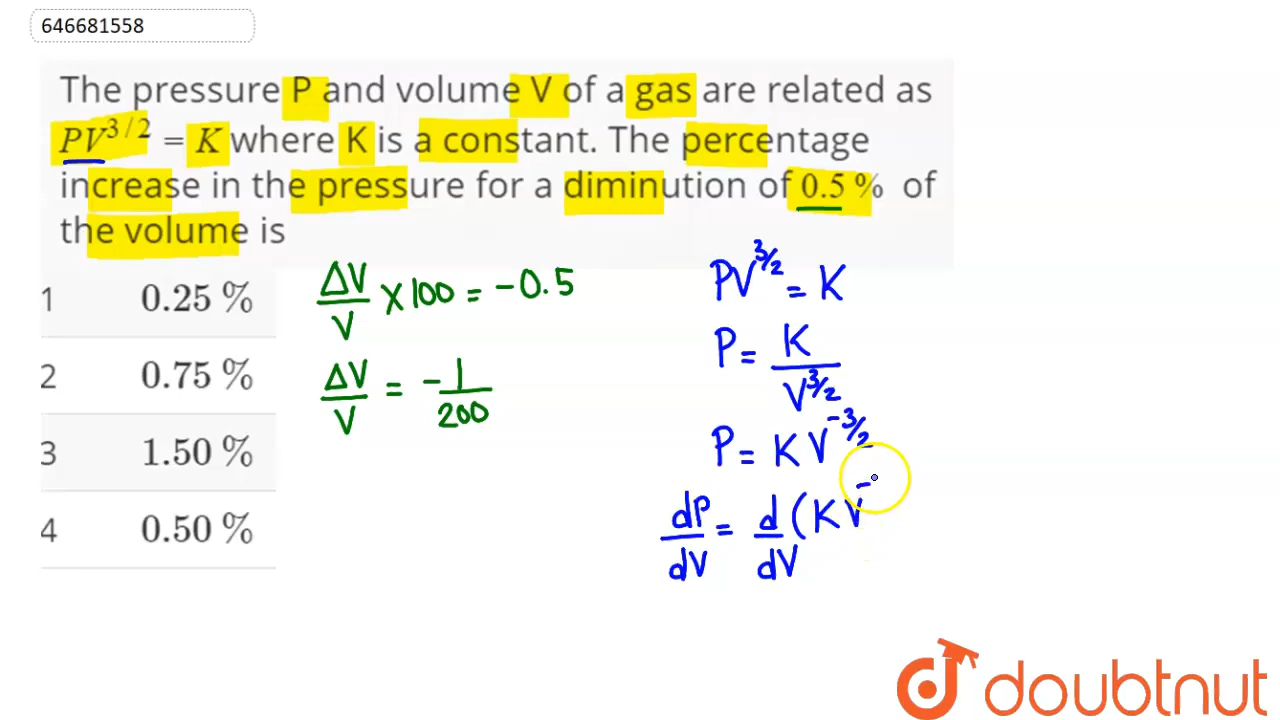 646681558
The pressure P and volume V of a gas are related as
PV^{3/2} = K where K is a constant. The percentage
increase in the pressure for a diminution of 0.5 % of
the volume is
1 0.25 %
2 0.75 %
3 1.50 %
4 0.50 %
ΔV/V × 100 = -0.5
ΔV/V = -1/200
PV^{3/2} = K
P = K/V^{3/2}
P = K V^{-3/2}
dP/dV = d/dV (K V^-
doubtnut